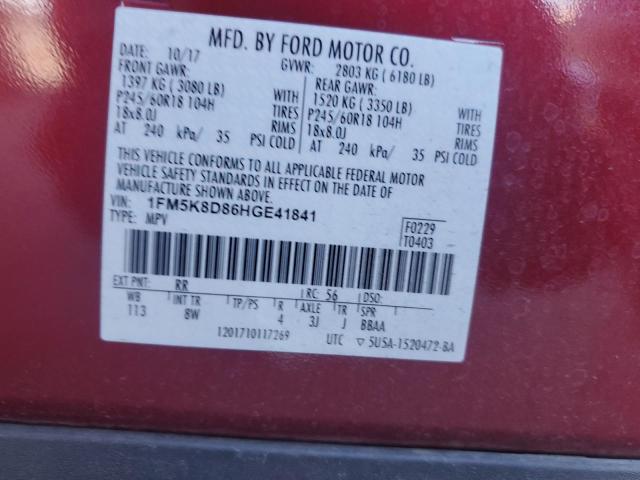 MFD. BY FORD MOTOR CO.
DATE: 10/17 GVWR: 2803 KG ( 6180 LB)
FRONT GAWR: REAR GAWR:
1397 KG ( 3080 LB) WITH 1520 KG ( 3350 LB) WITH
P245/60R18 104H TIRES P245/60R18 104H TIRES
18x8.0J RIMS 18x8.0J RIMS
AT 240 kPa/ 35 PSI COLD AT 240 kPa/ 35 PSI COLD
THIS VEHICLE CONFORMS TO ALL APPLICABLE FEDERAL MOTOR
VEHICLE SAFETY STANDARDS IN EFFECT ON THE DATE OF
MANUFACTURE SHOWN ABOVE.
VIN: 1FM5K8D86HGE41841 F0229
TYPE: MPV T0403
EXT PNT: RR RC: 56 DSO:
WB INT TR TP/PS R AXLE TR SPR
113 8W 4 3J J BBAA
1201710117269 UTC ▽ 5U5A-1520472-BA